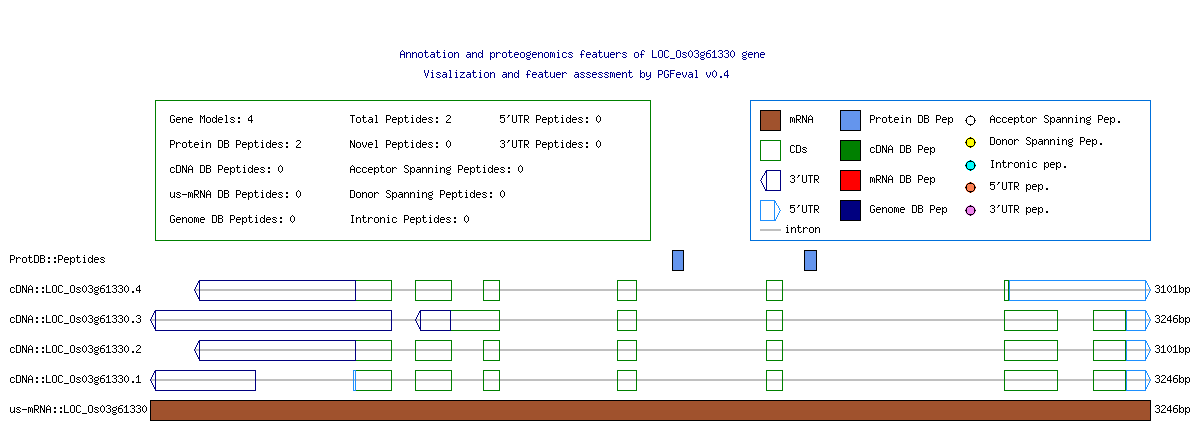 Annotation and proteogenomics featuers of LOC_Os03g61330 gene
Visalization and featuer assessment by PGFeval v0.4
Gene Models: 4 Total Peptides: 2 5'UTR Peptides: 0
Protein DB Peptides: 2 Novel Peptides: 0 3'UTR Peptides: 0
cDNA DB Peptides: 0 Acceptor Spanning Peptides: 0
us-mRNA DB Peptides: 0 Donor Spanning Peptides: 0
Genome DB Peptides: 0 Intronic Peptides: 0
mRNA Protein DB Pep Acceptor Spanning Pep.
CDs cDNA DB Pep Donor Spanning Pep.
3'UTR mRNA DB Pep Intronic pep.
5'UTR Genome DB Pep 5'UTR pep.
intron 3'UTR pep.
ProtDB::Peptides
cDNA::LOC_Os03g61330.4 3101bp
cDNA::LOC_Os03g61330.3 3246bp
cDNA::LOC_Os03g61330.2 3101bp
cDNA::LOC_Os03g61330.1 3246bp
us-mRNA::LOC_Os03g61330 3246bp